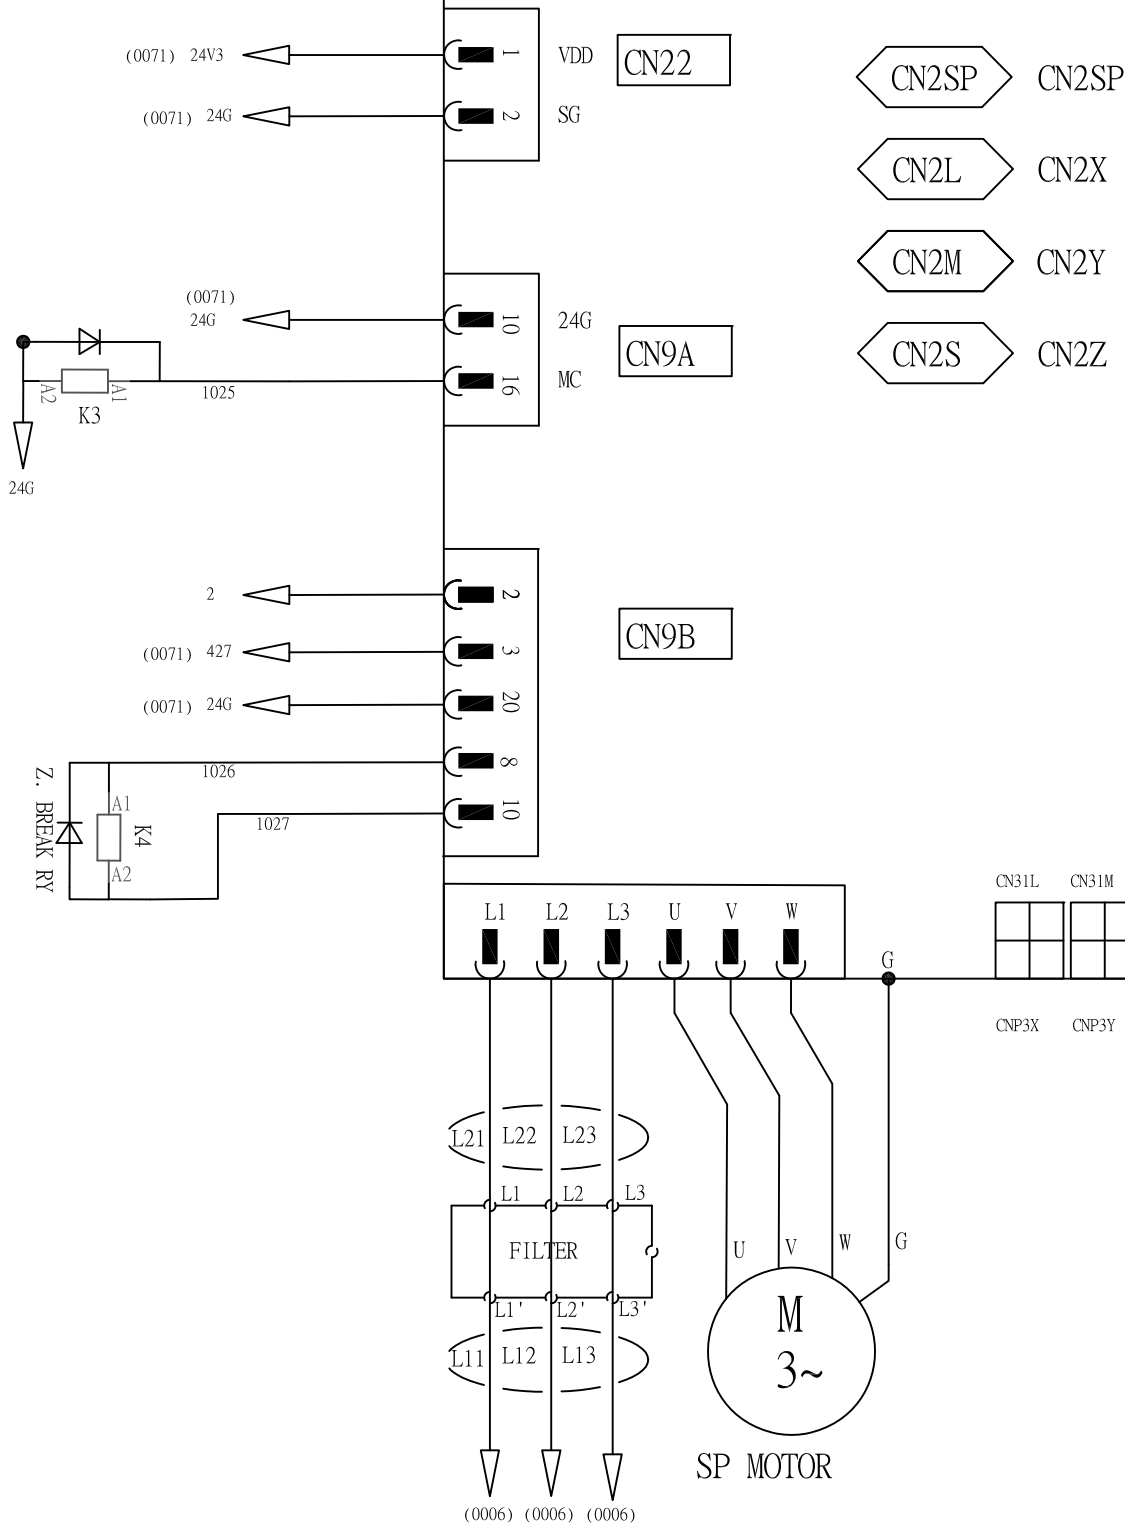 (0071) 24V3 1 VDD CN22
(0071) 24G 2 SG
CN2SP CN2SP
CN2L CN2X
CN2M CN2Y
CN2S CN2Z
(0071)
24G 10 24G CN9A
A2 A1 1025 16 MC
K3
24G
2 2 CN9B
(0071) 427 3
(0071) 24G 20
1026 8
1027 10
Z. BREAK RY
A1
K4
A2
L1 L2 L3 U V W
G
CN31L CN31M
CNP3X CNP3Y
L21 L22 L23
L1 L2 L3
FILTER
L1' L2' L3'
L11 L12 L13
U V W G
M
3~
SP MOTOR
(0006) (0006) (0006)